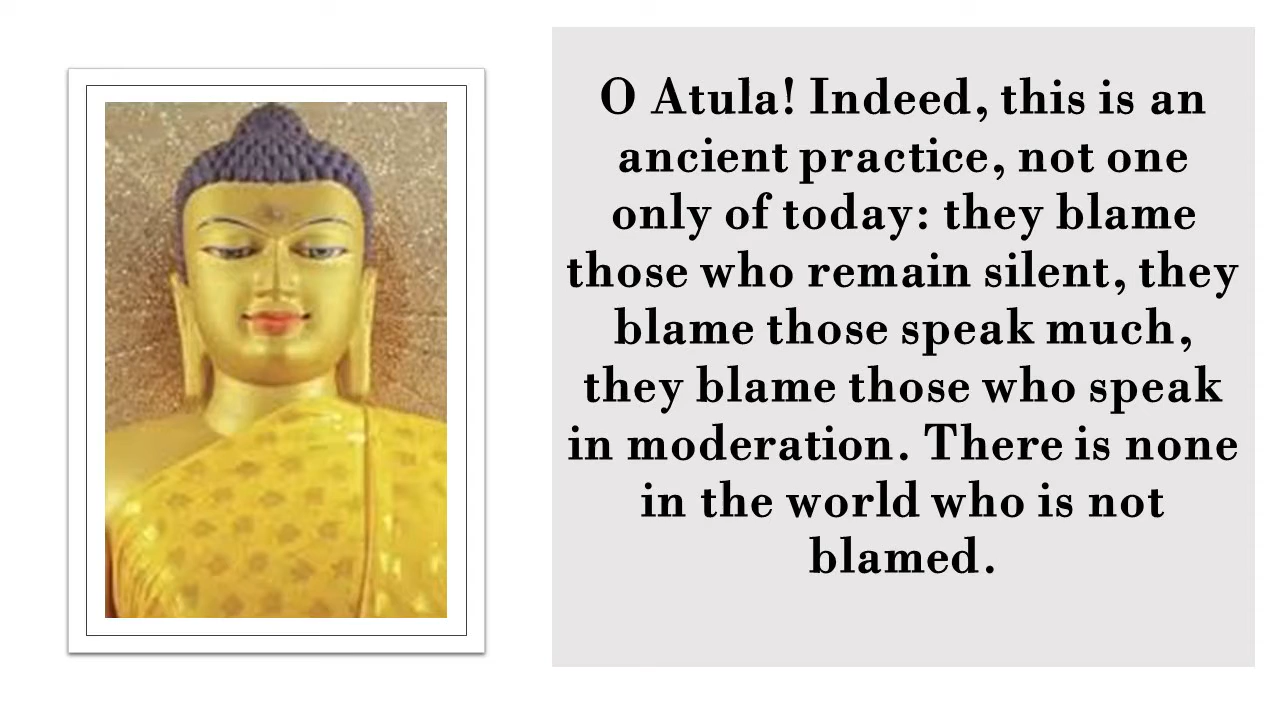 O Atula! Indeed, this is an
ancient practice, not one
only of today: they blame
those who remain silent, they
blame those speak much,
they blame those who speak
in moderation. There is none
in the world who is not
blamed.